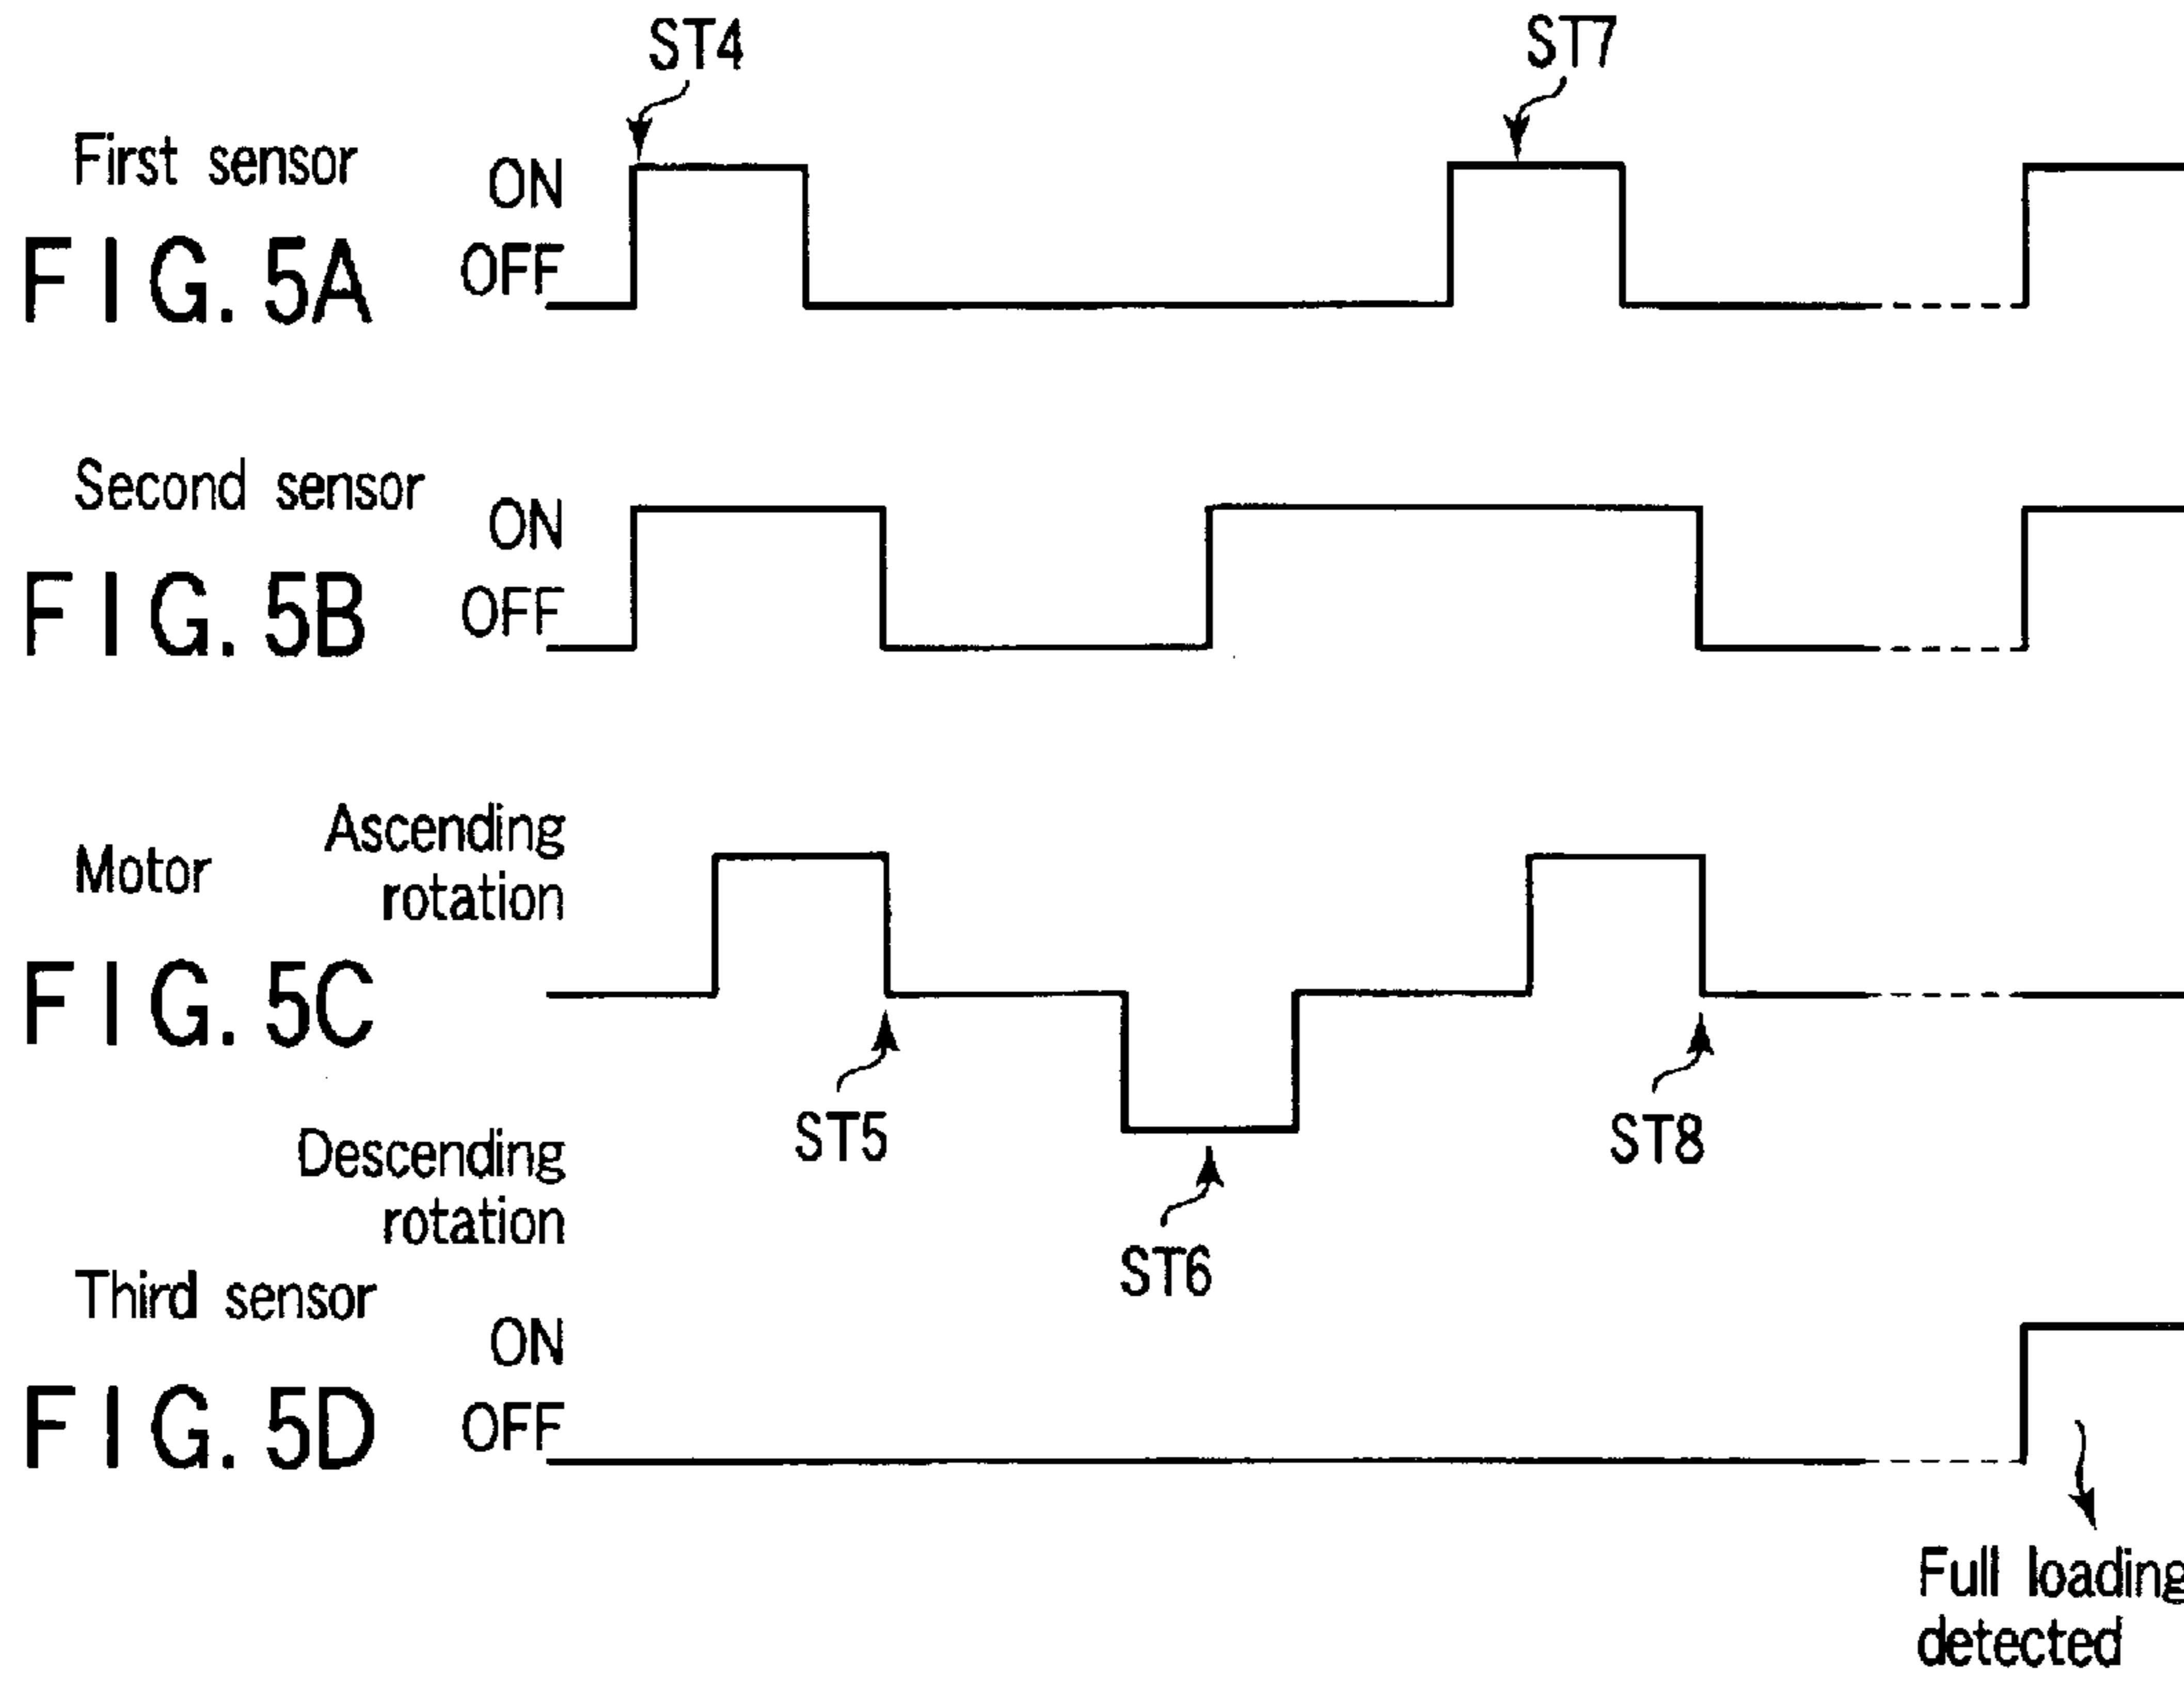 ST4
ST7
First sensor
ON
OFF
FIG. 5A
Second sensor
ON
OFF
FIG. 5B
Motor
Ascending
rotation
FIG. 5C
ST5
ST8
Descending
rotation
ST6
Third sensor
ON
OFF
FIG. 5D
Full loading
detected